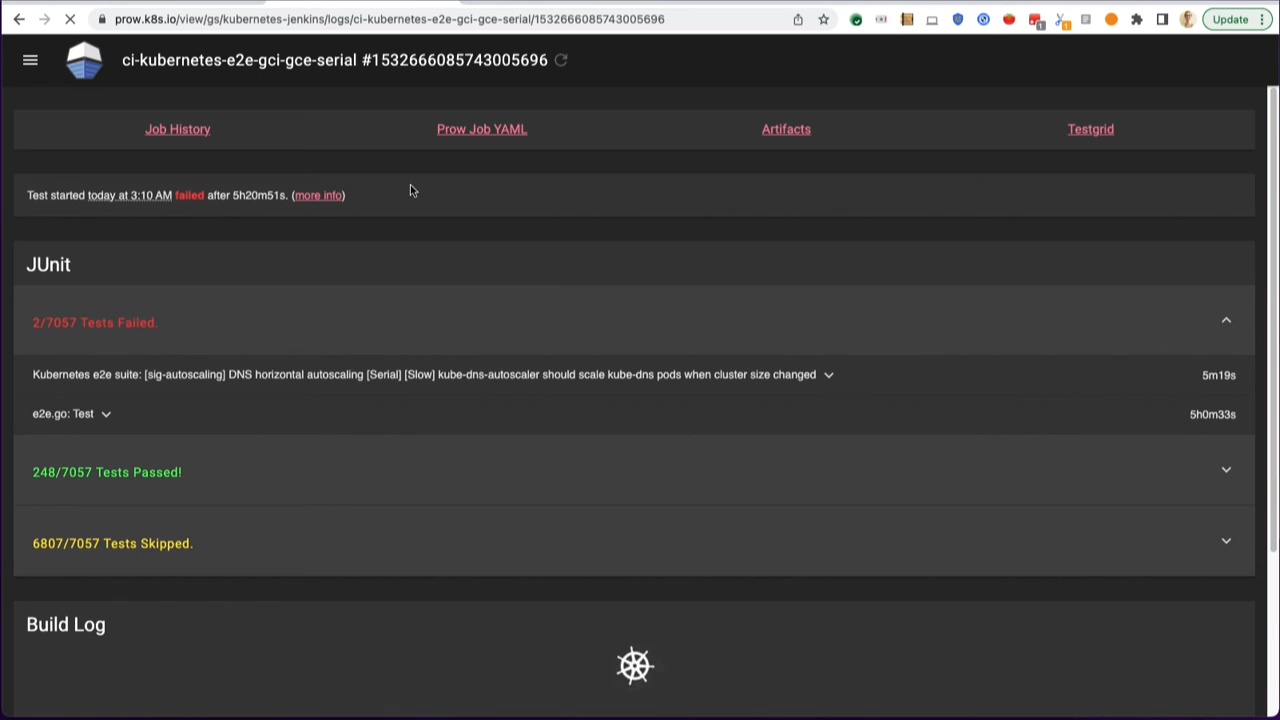 prow.k8s.io/view/gs/kubernetes-jenkins/logs/ci-kubernetes-e2e-gci-gce-serial/1532666085743005696
Update
ci-kubernetes-e2e-gci-gce-serial #1532666085743005696
Job History
Prow Job YAML
Artifacts
Testgrid
Test started today at 3:10 AM failed after 5h20m51s. (more info)
JUnit
2/7057 Tests Failed.
Kubernetes e2e suite: [sig-autoscaling] DNS horizontal autoscaling [Serial] [Slow] kube-dns-autoscaler should scale kube-dns pods when cluster size changed
5m19s
e2e.go: Test
5h0m33s
248/7057 Tests Passed!
6807/7057 Tests Skipped.
Build Log